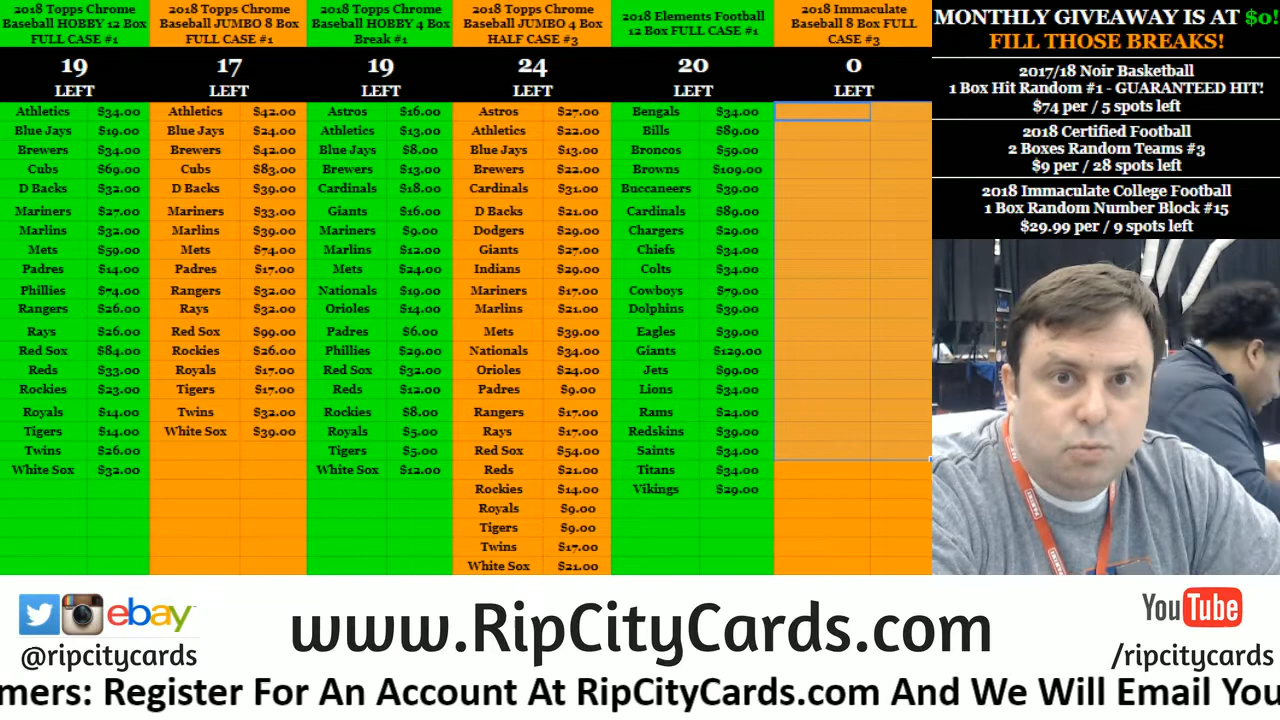 2018 Topps Chrome
Baseball HOBBY 12 Box
FULL CASE #1
19
LEFT
Athletics $34.00
Blue Jays $19.00
Brewers $34.00
Cubs $69.00
D Backs $32.00
Mariners $27.00
Marlins $32.00
Mets $59.00
Padres $14.00
Phillies $74.00
Rangers $26.00
Rays $26.00
Red Sox $84.00
Reds $33.00
Rockies $23.00
Royals $14.00
Tigers $14.00
Twins $26.00
White Sox $32.00
2018 Topps Chrome
Baseball JUMBO 8 Box
FULL CASE #1
17
LEFT
Athletics $42.00
Blue Jays $24.00
Brewers $42.00
Cubs $83.00
D Backs $39.00
Mariners $33.00
Marlins $39.00
Mets $74.00
Padres $17.00
Rangers $32.00
Rays $32.00
Red Sox $99.00
Rockies $26.00
Royals $17.00
Tigers $17.00
Twins $32.00
White Sox $39.00
2018 Topps Chrome
Baseball HOBBY 4 Box
Break #1
19
LEFT
Astros $16.00
Athletics $13.00
Blue Jays $8.00
Brewers $13.00
Cardinals $18.00
Giants $16.00
Mariners $9.00
Marlins $12.00
Mets $24.00
Nationals $19.00
Orioles $14.00
Padres $6.00
Phillies $29.00
Red Sox $32.00
Reds $12.00
Rockies $8.00
Royals $5.00
Tigers $5.00
White Sox $12.00
2018 Topps Chrome
Baseball JUMBO 4 Box
HALF CASE #3
24
LEFT
Astros $27.00
Athletics $22.00
Blue Jays $13.00
Brewers $22.00
Cardinals $31.00
D Backs $21.00
Dodgers $29.00
Giants $27.00
Indians $29.00
Mariners $17.00
Marlins $21.00
Mets $39.00
Nationals $34.00
Orioles $24.00
Padres $9.00
Rangers $17.00
Rays $17.00
Red Sox $54.00
Reds $21.00
Rockies $14.00
Royals $9.00
Tigers $9.00
Twins $17.00
White Sox $21.00
2018 Elements Football
12 Box FULL CASE #1
20
LEFT
Bengals $34.00
Bills $89.00
Broncos $59.00
Browns $109.00
Buccaneers $39.00
Cardinals $89.00
Chargers $29.00
Chiefs $34.00
Colts $34.00
Cowboys $79.00
Dolphins $39.00
Eagles $39.00
Giants $129.00
Jets $99.00
Lions $34.00
Rams $24.00
Redskins $39.00
Saints $34.00
Titans $34.00
Vikings $29.00
2018 Immaculate
Baseball 8 Box FULL
CASE #3
0
LEFT
MONTHLY GIVEAWAY IS AT $0!
FILL THOSE BREAKS!
2017/18 Noir Basketball
1 Box Hit Random #1 - GUARANTEED HIT!
$74 per / 5 spots left
2018 Certified Football
2 Boxes Random Teams #3
$9 per / 28 spots left
2018 Immaculate College Football
1 Box Random Number Block #15
$29.99 per / 9 spots left
ebay
@ripcitycards
www.RipCityCards.com
YouTube
/ripcitycards
mers: Register For An Account At RipCityCards.com And We Will Email You